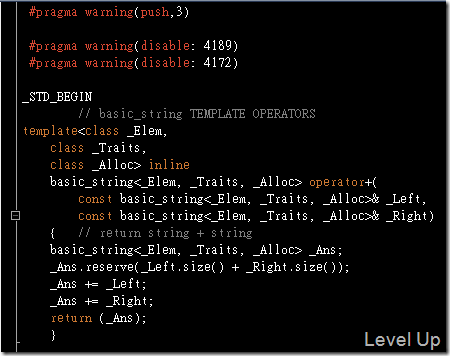 #pragma warning(push,3)
#pragma warning(disable: 4189)
#pragma warning(disable: 4172)
_STD_BEGIN
// basic_string TEMPLATE OPERATORS
template<class _Elem,
class _Traits,
class _Alloc> inline
basic_string<_Elem, _Traits, _Alloc> operator+(
const basic_string<_Elem, _Traits, _Alloc>& _Left,
const basic_string<_Elem, _Traits, _Alloc>& _Right)
{ // return string + string
basic_string<_Elem, _Traits, _Alloc> _Ans;
_Ans.reserve(_Left.size() + _Right.size());
_Ans += _Left;
_Ans += _Right;
return (_Ans);
}
Level Up